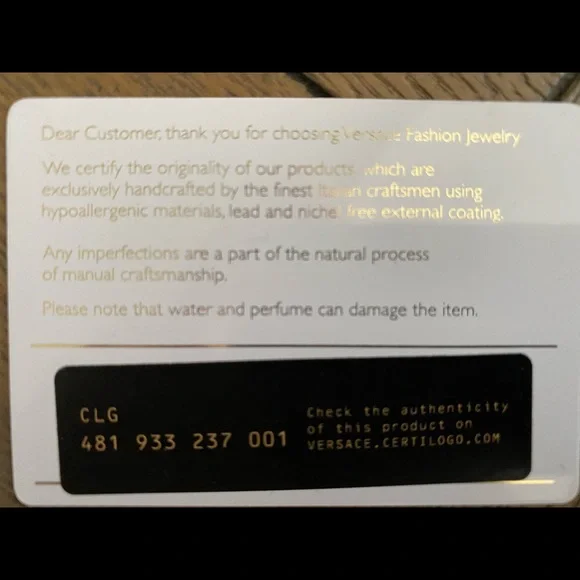 Dear Customer, thank you for choosing Versace Fashion Jewelry
We certify the originality of our products, which are
exclusively handcrafted by the finest Italian craftsmen using
hypoallergenic materials, lead and nickel free external coating.
Any imperfections are a part of the natural process
of manual craftsmanship.
Please note that water and perfume can damage the item.
CLG
481 933 237 001
Check the authenticity
of this product on
VERSACE.CERTILOGO.COM